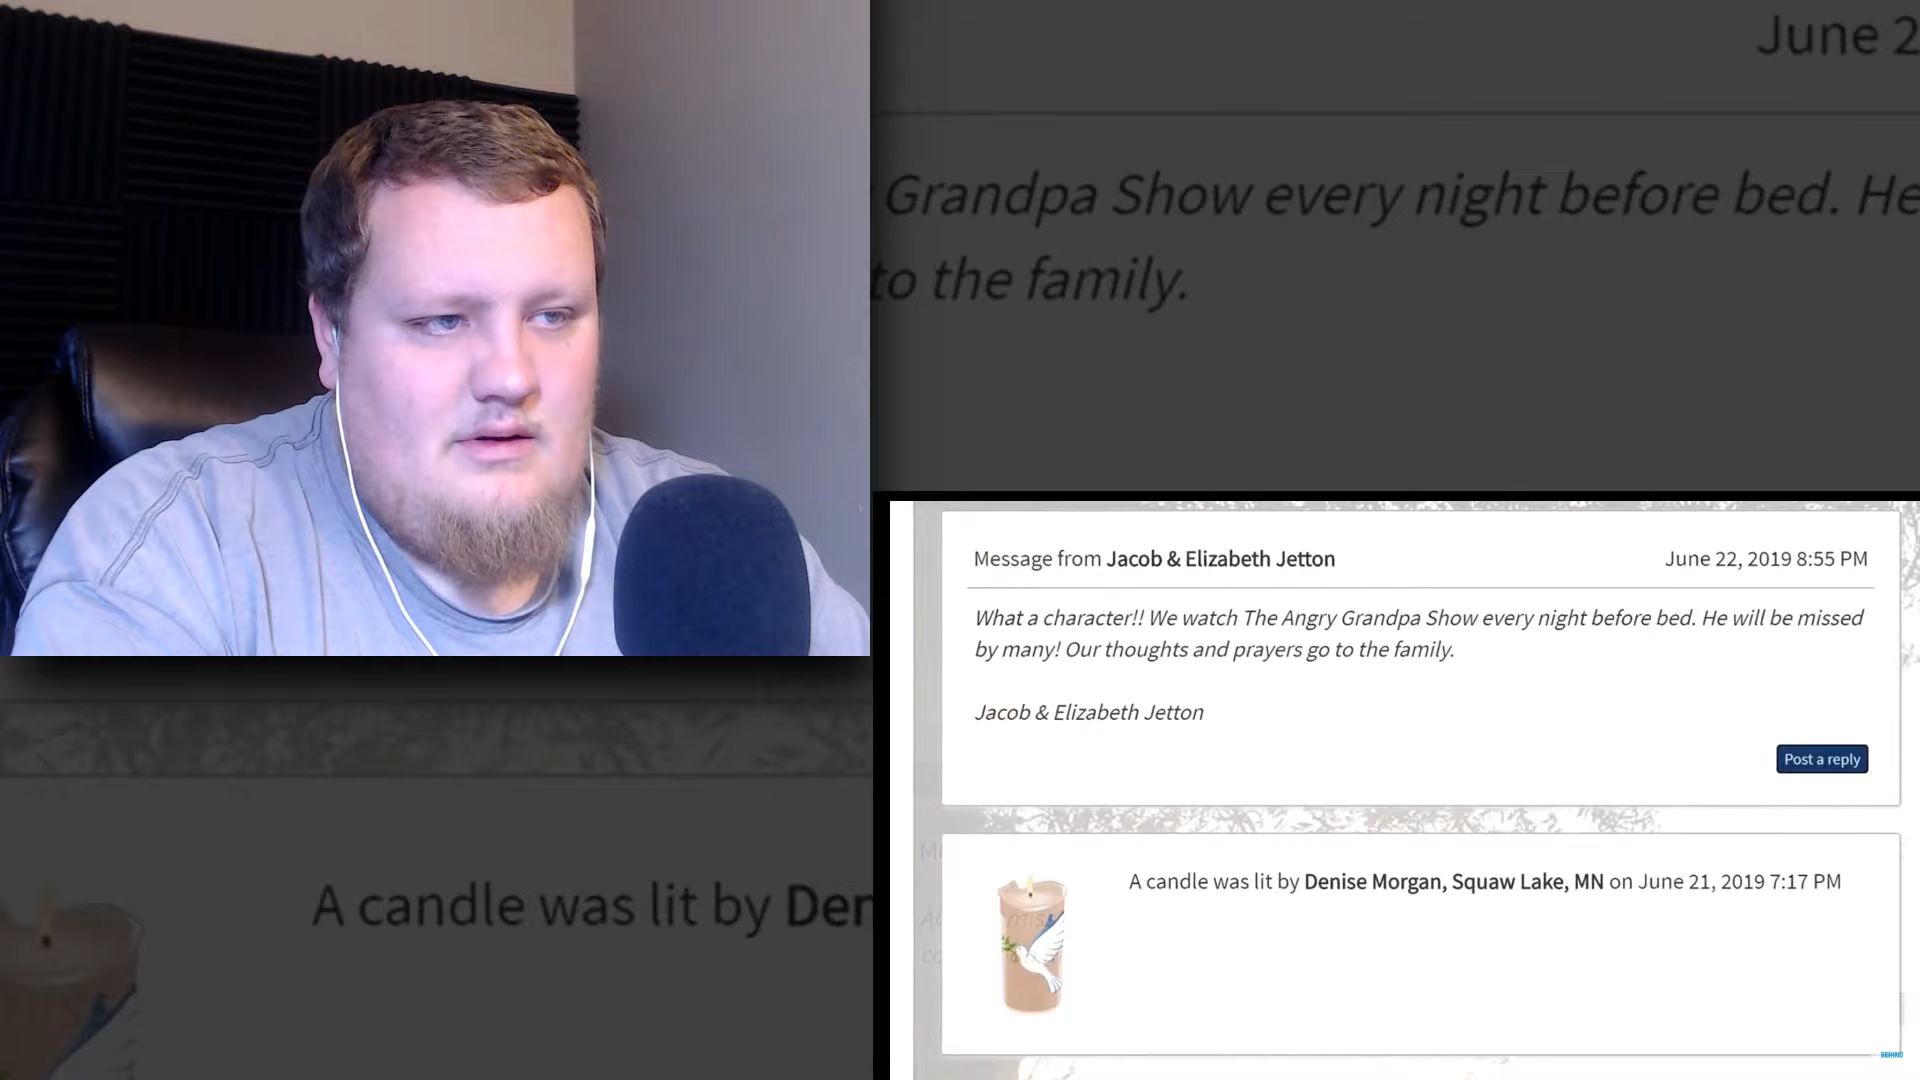 June 2
Grandpa Show every night before bed. He
to the family.
Message from Jacob & Elizabeth Jetton
June 22, 2019 8:55 PM
What a character!! We watch The Angry Grandpa Show every night before bed. He will be missed
by many! Our thoughts and prayers go to the family.
Jacob & Elizabeth Jetton
Post a reply
A candle was lit by Denise Morgan, Squaw Lake, MN on June 21, 2019 7:17 PM
A candle was lit by Den
BEHIND